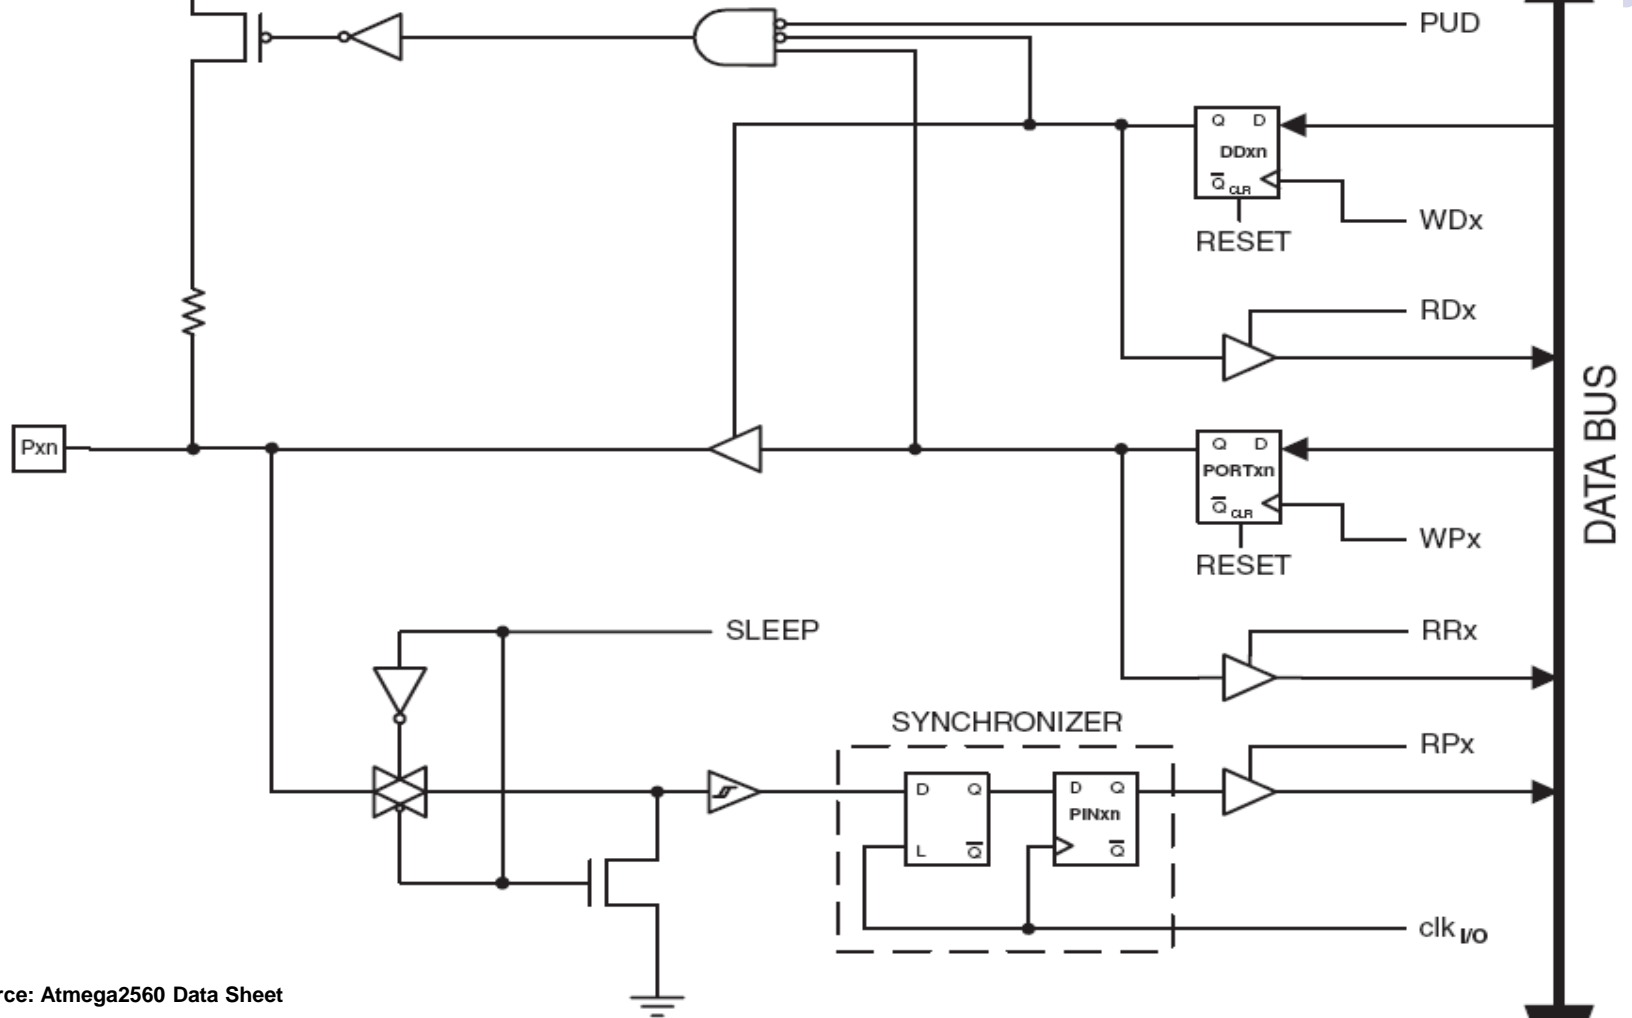 PUD
Q D
DDxn
Q CLR
WDx
RESET
RDx
DATA BUS
Pxn
Q D
PORTxn
Q CLR
WPx
RESET
SLEEP
RRx
SYNCHRONIZER
RPx
D Q
L Q
D Q
PINxn
Q
clk I/O
rce: Atmega2560 Data Sheet